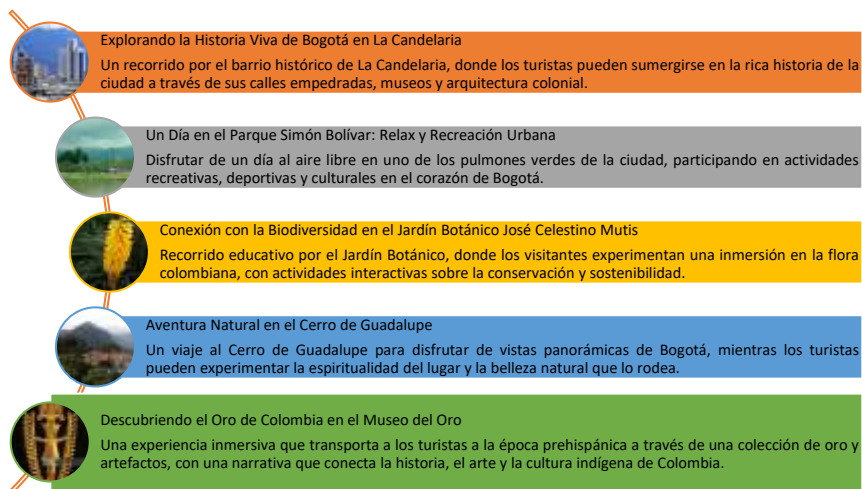 Explorando la Historia Viva de Bogotá en La Candelaria
Un recorrido por el barrio histórico de La Candelaria, donde los turistas pueden sumergirse en la rica historia de la
ciudad a través de sus calles empedradas, museos y arquitectura colonial.
Un Día en el Parque Simón Bolívar: Relax y Recreación Urbana
Disfrutar de un día al aire libre en uno de los pulmones verdes de la ciudad, participando en actividades
recreativas, deportivas y culturales en el corazón de Bogotá.
Conexión con la Biodiversidad en el Jardín Botánico José Celestino Mutis
Recorrido educativo por el Jardín Botánico, donde los visitantes experimentan una inmersión en la flora
colombiana, con actividades interactivas sobre la conservación y sostenibilidad.
Aventura Natural en el Cerro de Guadalupe
Un viaje al Cerro de Guadalupe para disfrutar de vistas panorámicas de Bogotá, mientras los turistas
pueden experimentar la espiritualidad del lugar y la belleza natural que lo rodea.
Descubriendo el Oro de Colombia en el Museo del Oro
Una experiencia inmersiva que transporta a los turistas a la época prehispánica a través de una colección de oro y
artefactos, con una narrativa que conecta la historia, el arte y la cultura indígena de Colombia.